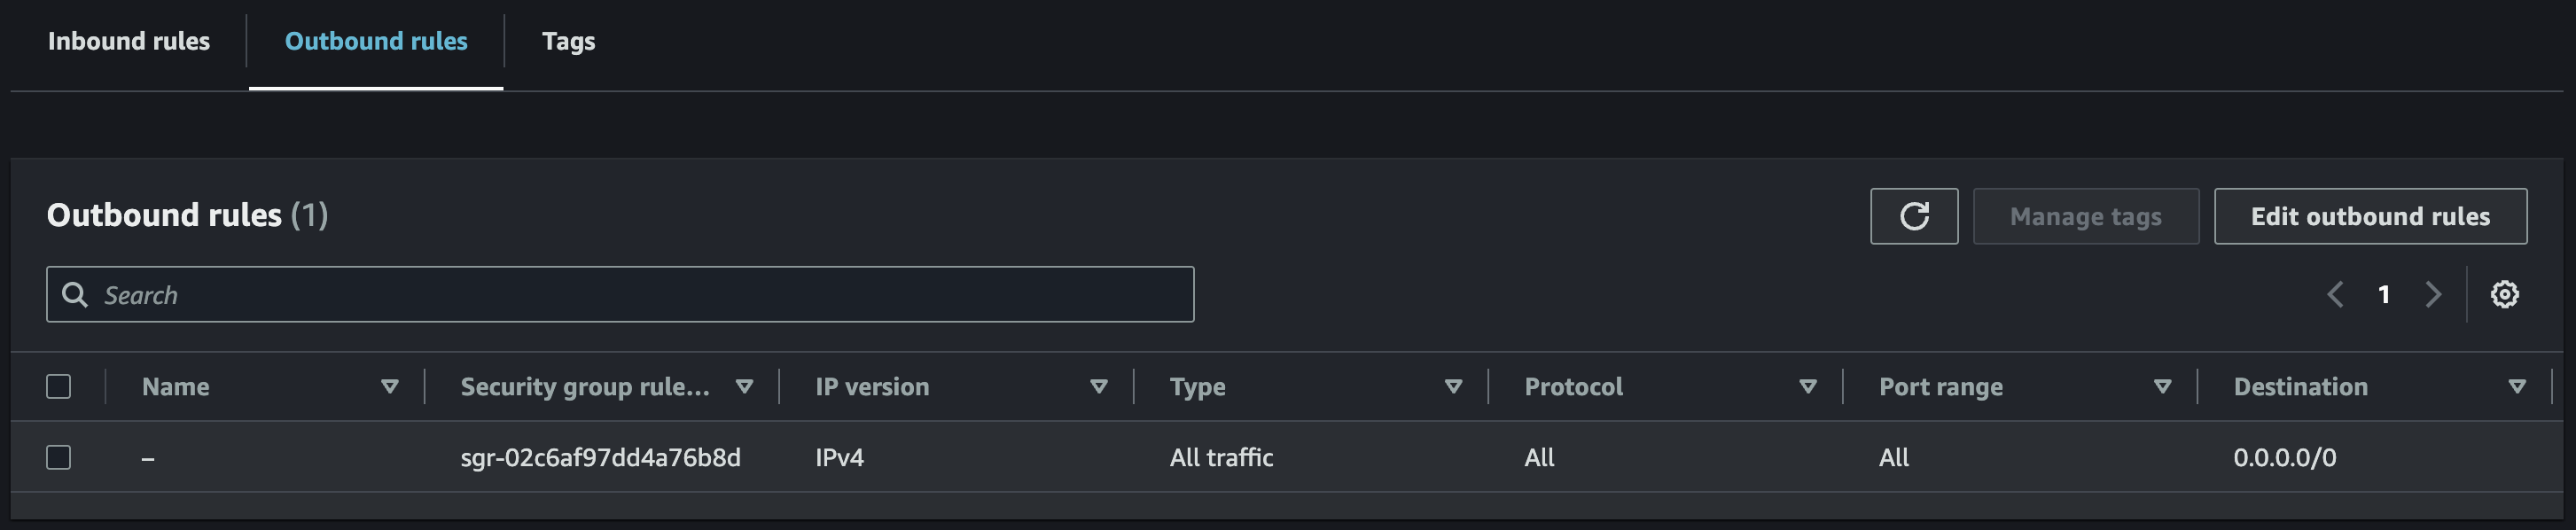 Inbound rules Outbound rules Tags
Outbound rules (1) Manage tags Edit outbound rules
Search 1
Name Security group rule... IP version Type Protocol Port range Destination
– sgr-02c6af97dd4a76b8d IPv4 All traffic All All 0.0.0.0/0